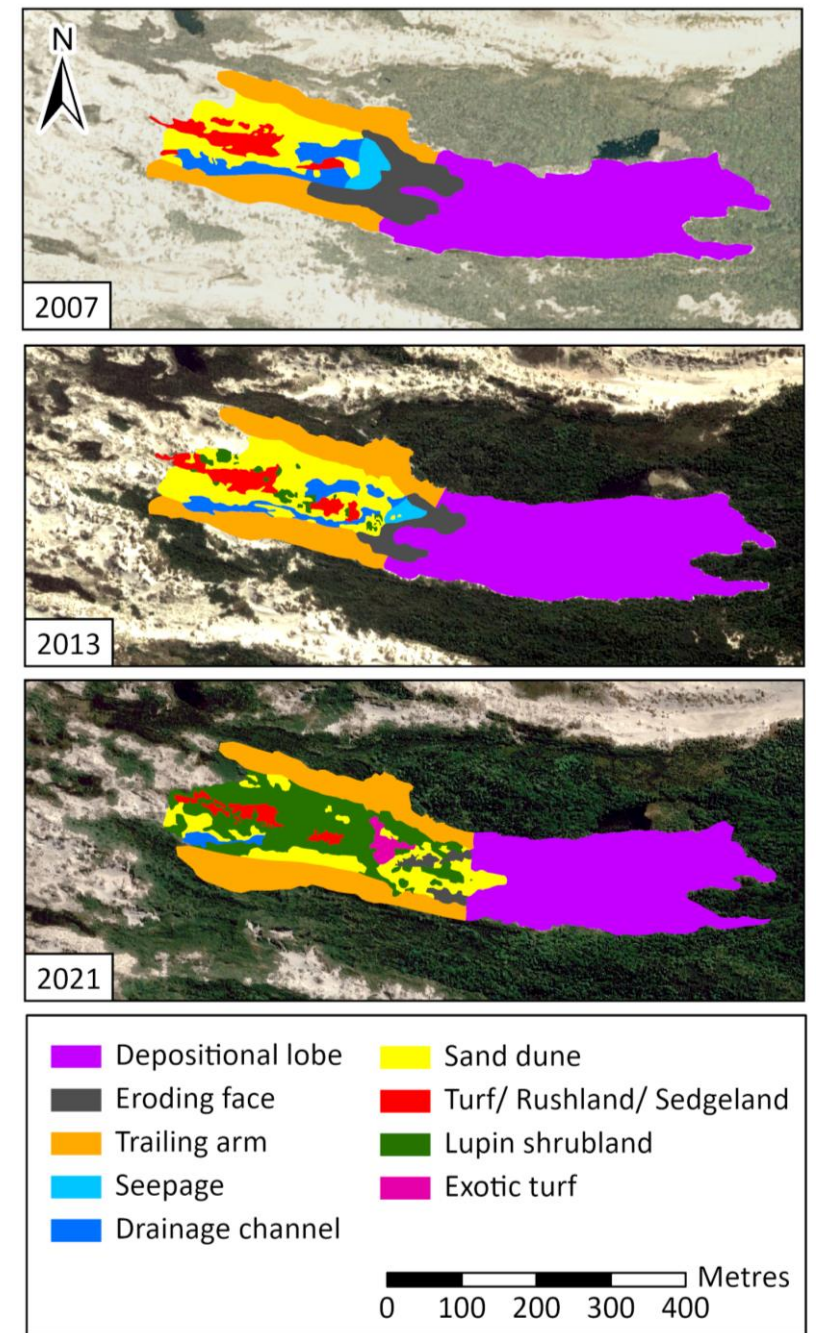 N
2007
2013
2021
Depositional lobe
Eroding face
Trailing arm
Seepage
Drainage channel
Sand dune
Turf/ Rushland/ Sedgeland
Lupin shrubland
Exotic turf
Metres
0 100 200 300 400